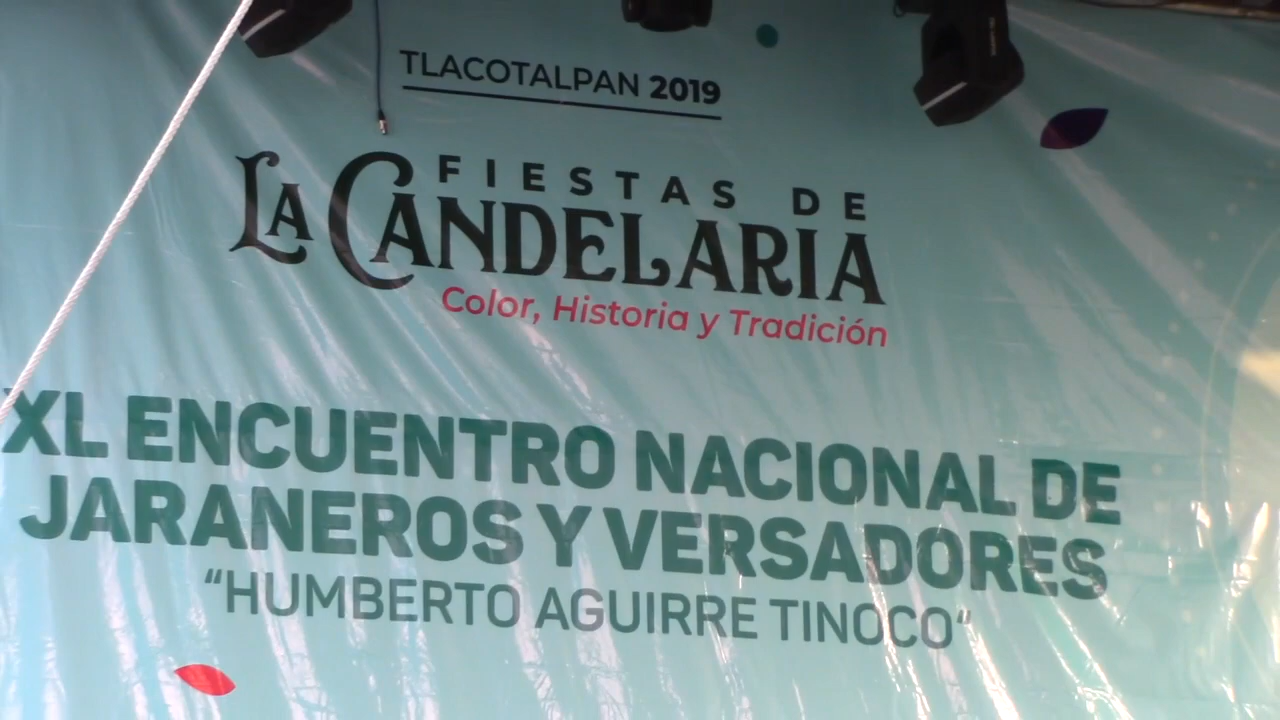 TLACOTALPAN 2019
FIESTAS DE
LA CANDELARIA
Color, Historia y Tradición
XL ENCUENTRO NACIONAL DE
JARANEROS Y VERSADORES
“HUMBERTO AGUIRRE TINOCO“